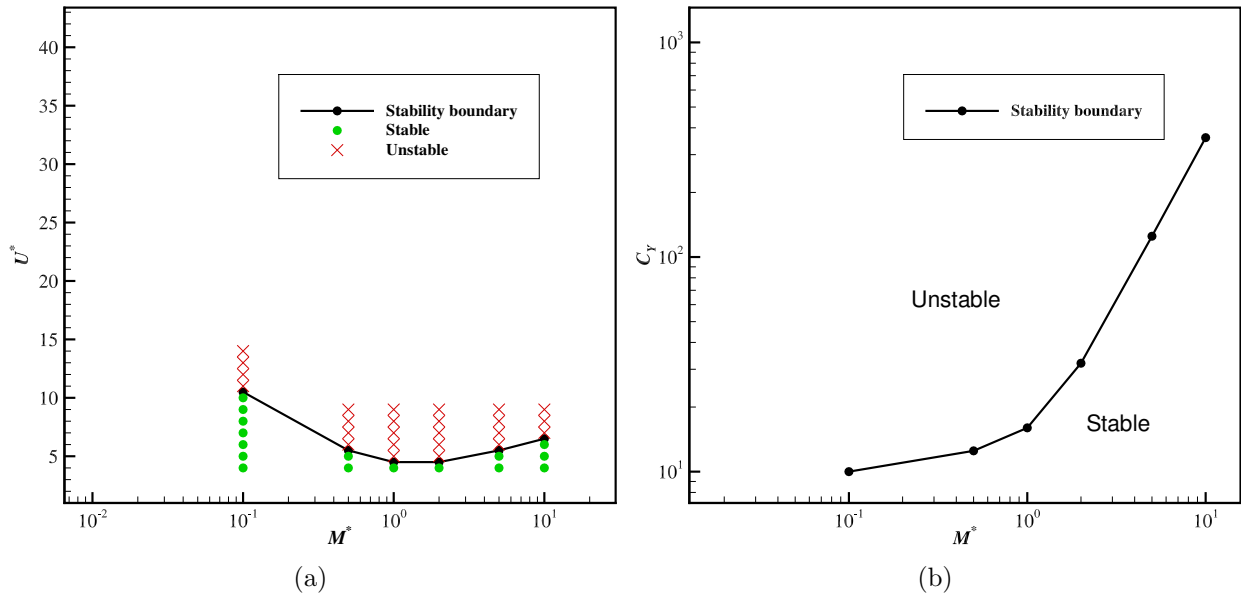 40
35
30
25
20
15
10
5
U*
Stability boundary
Stable
Unstable
10⁻² 10⁻¹ 10⁰ 10¹
M*
(a)
10³
10²
10¹
C_Y
Stability boundary
Unstable
Stable
10⁻¹ 10⁰ 10¹
M*
(b)